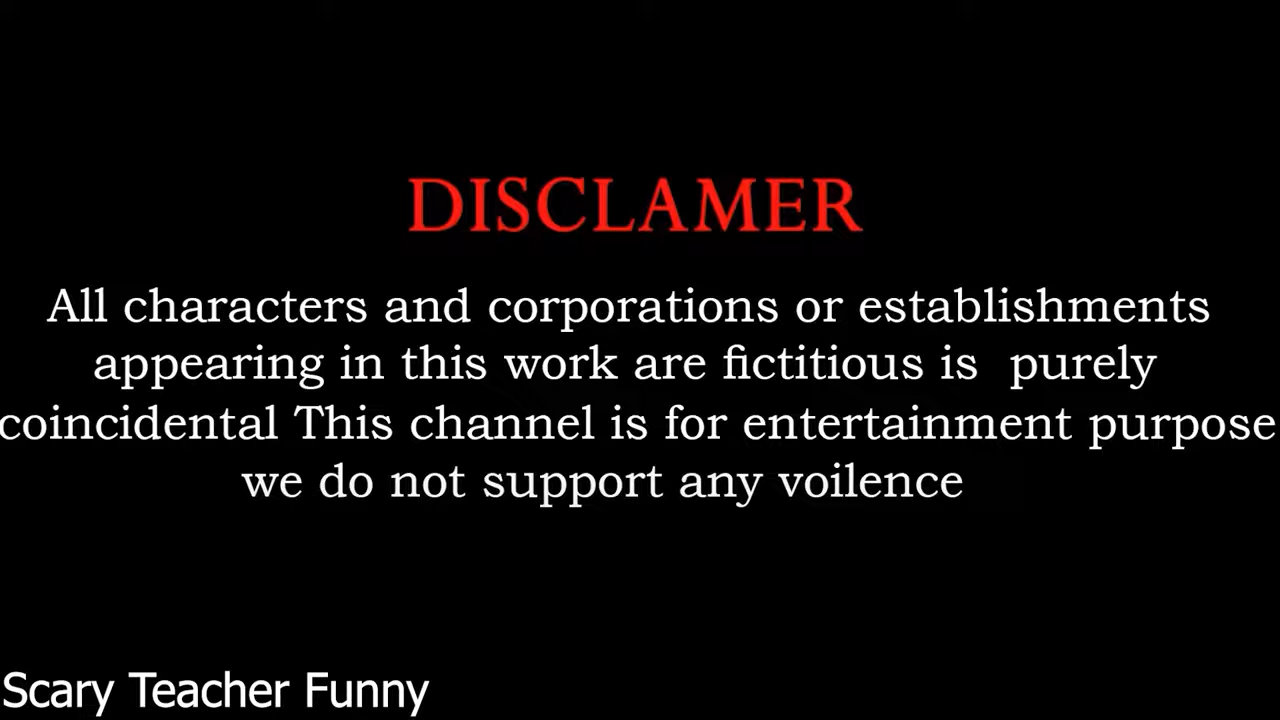 DISCLAMER
All characters and corporations or establishments
appearing in this work are fictitious is  purely
coincidental This channel is for entertainment purpose
we do not support any voilence
Scary Teacher Funny